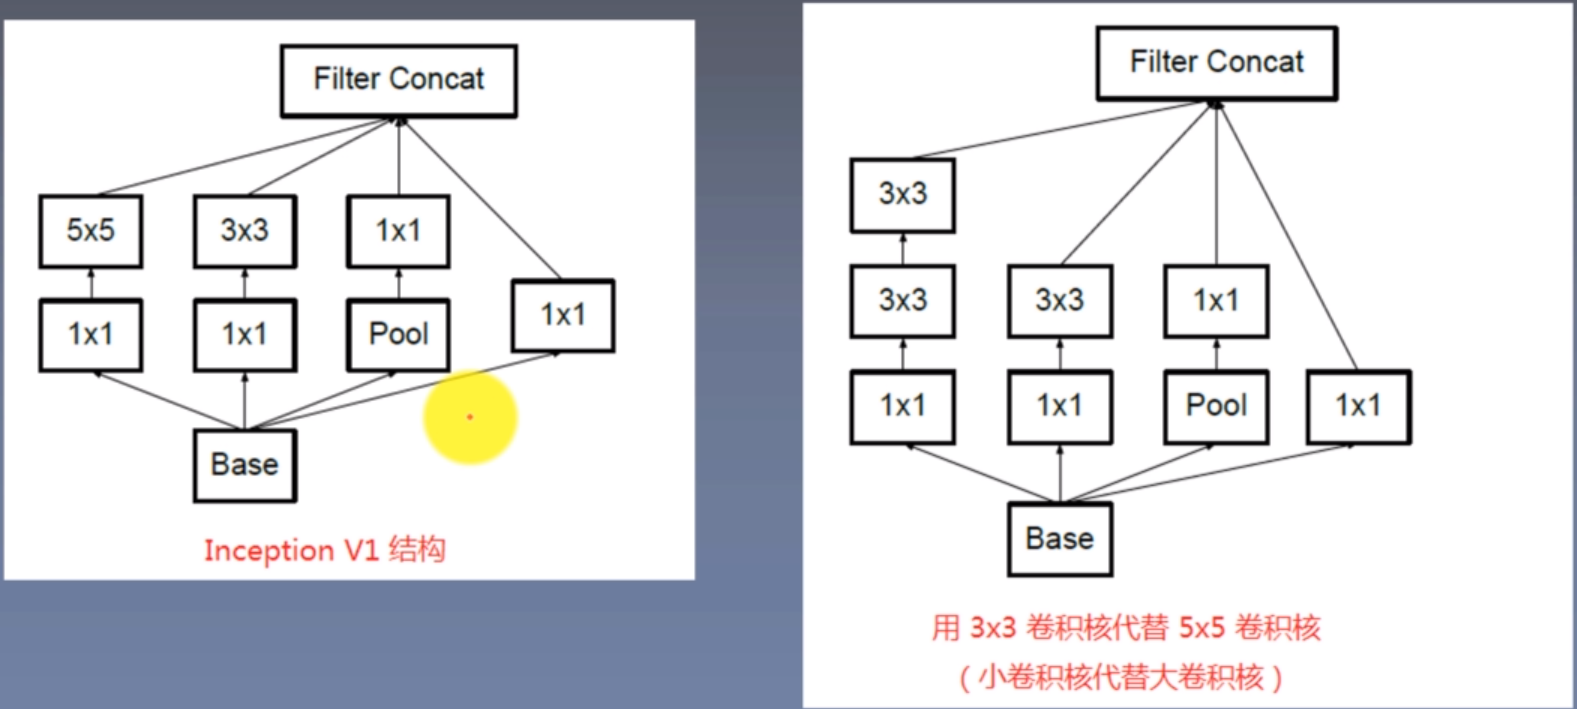 Filter Concat
5x5
3x3
1x1
1x1
1x1
1x1
Pool
Base
Inception V1 结构
Filter Concat
3x3
3x3
3x3
1x1
1x1
1x1
Pool
1x1
Base
用 3x3 卷积核代替 5x5 卷积核
( 小卷积核代替大卷积核 )